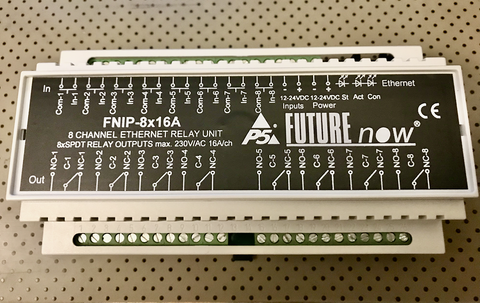 In Com-1 In-1 Com-2 In-2 Com-3 In-3 Com-4 In-4 Com-5 In-5 Com-6 In-6 Com-7 In-7 Com-8 In-8 - + - + Ethernet
12-24VDC 12-24VDC St Act Con
Inputs Power
FNIP-8x16A
8 CHANNEL ETHERNET RELAY UNIT
8xSPDT RELAY OUTPUTS max. 230V/AC 16A/ch
P5 FUTURE now®
CE
Out NO-1 C-1 NC-1 NO-2 C-2 NC-2 NO-3 C-3 NC-3 NO-4 C-4 NC-4 NO-5 C-5 NC-5 NO-6 C-6 NC-6 NO-7 C-7 NC-7 NO-8 C-8 NC-8